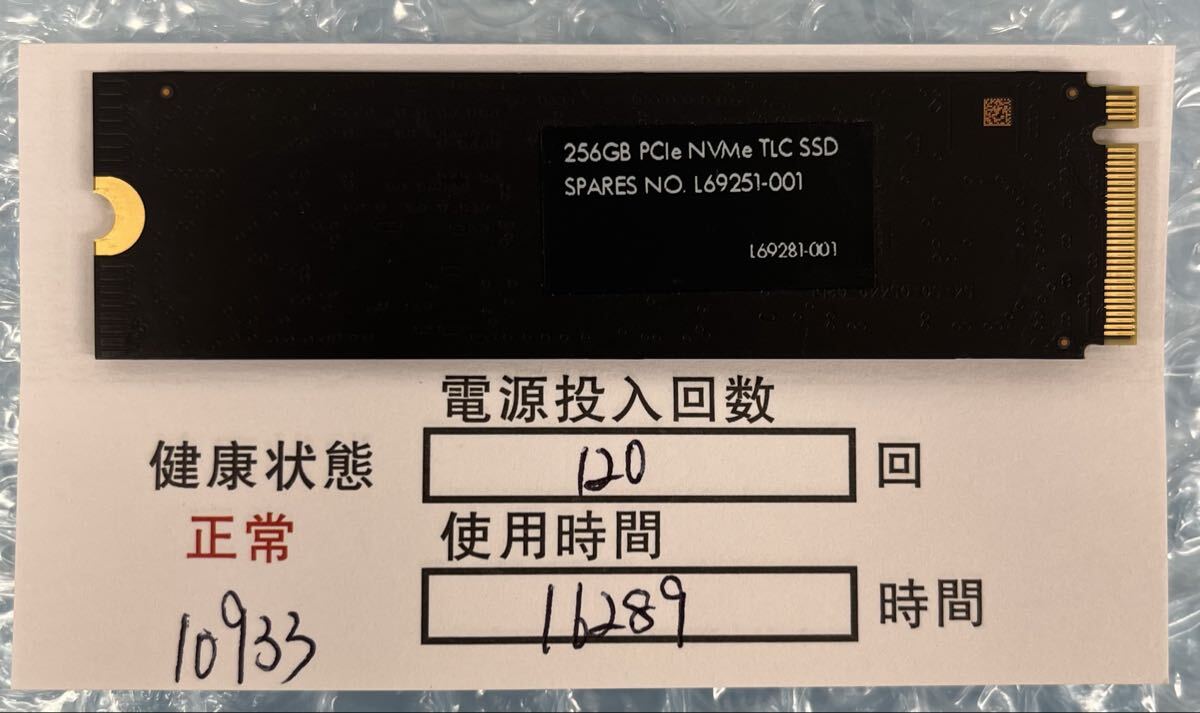 256GB PCIe NVMe TLC SSD
SPARES NO. L69251-001
L69281-001
電源投入回数
健康状態
120 回
正常
使用時間
16289 時間
10933